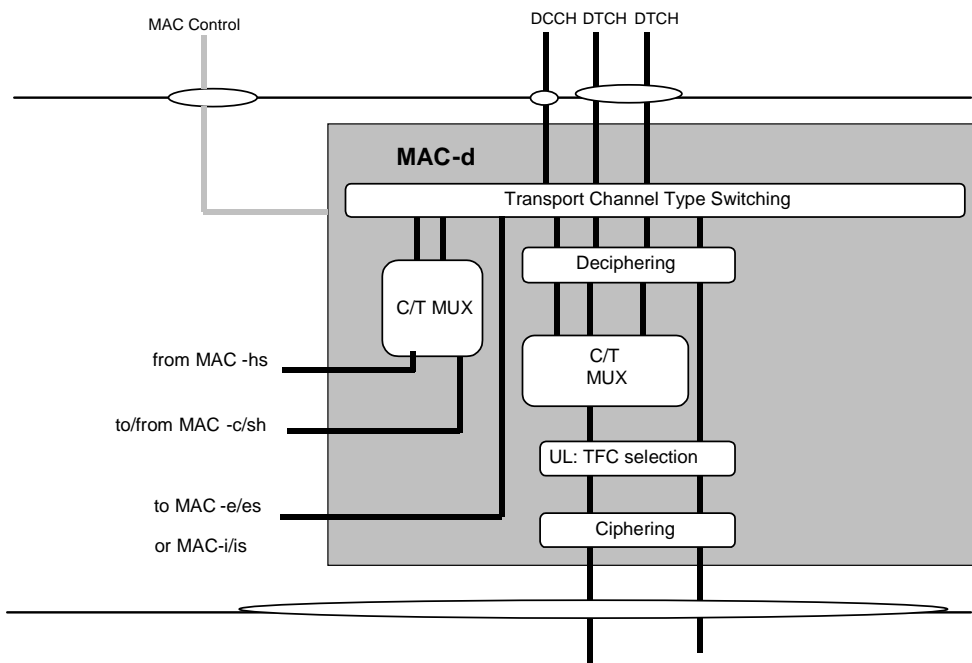 MAC Control
DCCH DTCH DTCH
MAC-d
Transport Channel Type Switching
Deciphering
C/T MUX
from MAC -hs
C/T
MUX
to/from MAC -c/sh
UL: TFC selection
to MAC -e/es
or MAC-i/is
Ciphering